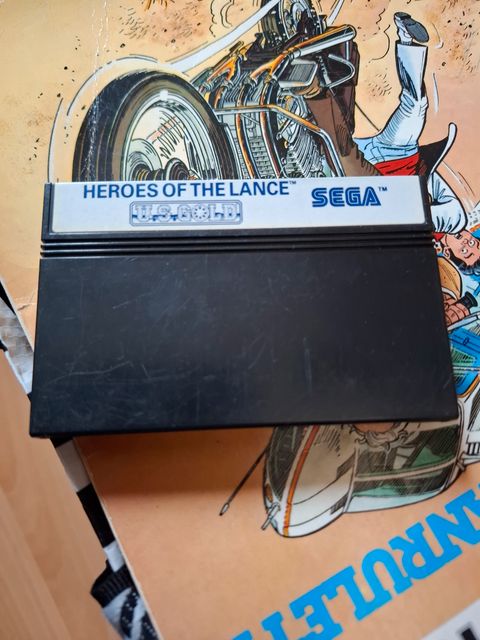 HEROES OF THE LANCE™
U.S. GOLD
SEGA™